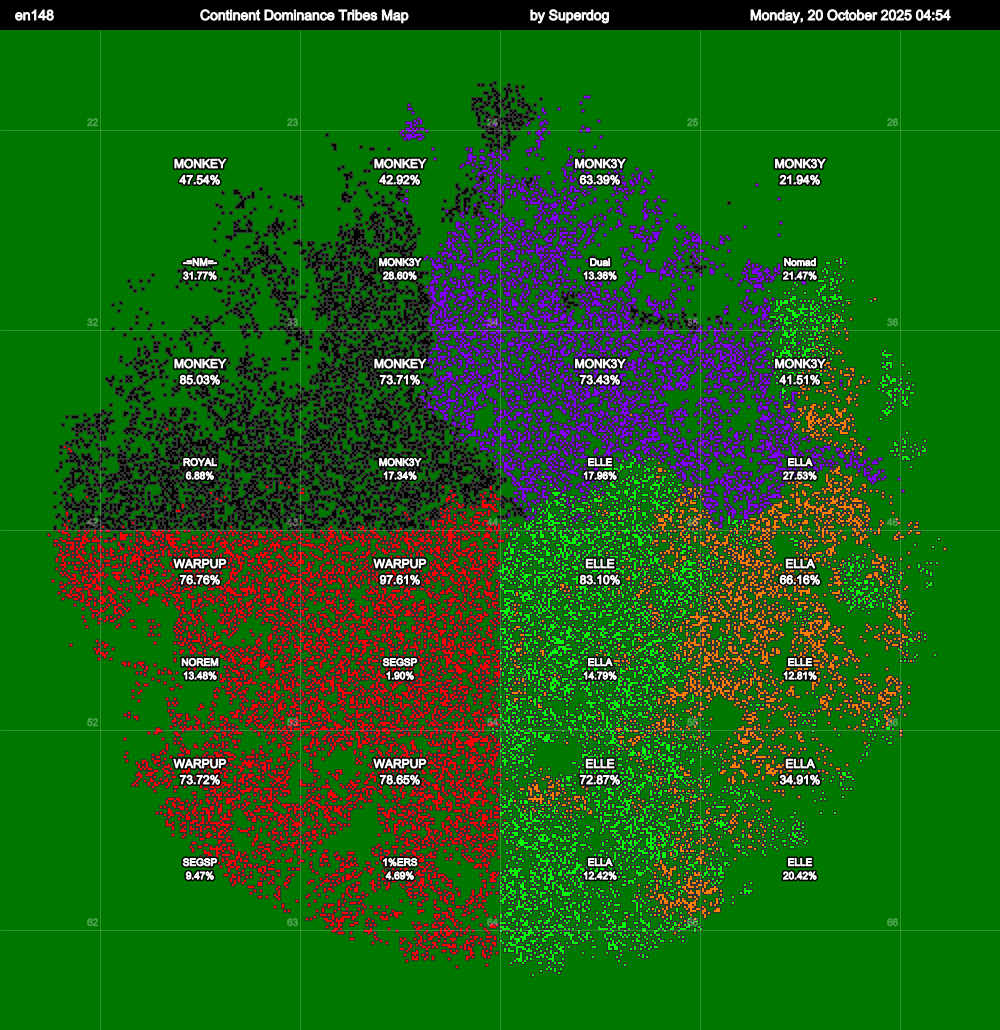 en148 Continent Dominance Tribes Map by Superdog Monday, 20 October 2025 04:54
22 23 24 25 26
MONKEY MONKEY MONK3Y MONK3Y
47.54% 42.92% 63.39% 21.94%
-=NM=- MONK3Y Dual Nomad
31.77% 28.60% 13.36% 21.47%
32 33 34 35 36
MONKEY MONKEY MONK3Y MONK3Y
85.03% 73.71% 73.43% 41.51%
ROYAL MONK3Y ELLE ELLA
6.88% 17.34% 17.96% 27.53%
42 43 44 45 46
WARPUP WARPUP ELLE ELLA
76.76% 97.61% 83.10% 66.16%
NOREM SEGSP ELLA ELLE
13.48% 1.90% 14.79% 12.81%
52 53 54 55 56
WARPUP WARPUP ELLE ELLA
73.72% 78.65% 72.87% 34.91%
SEGSP 1%ERS ELLA ELLE
9.47% 4.69% 12.42% 20.42%
62 63 64 65 66